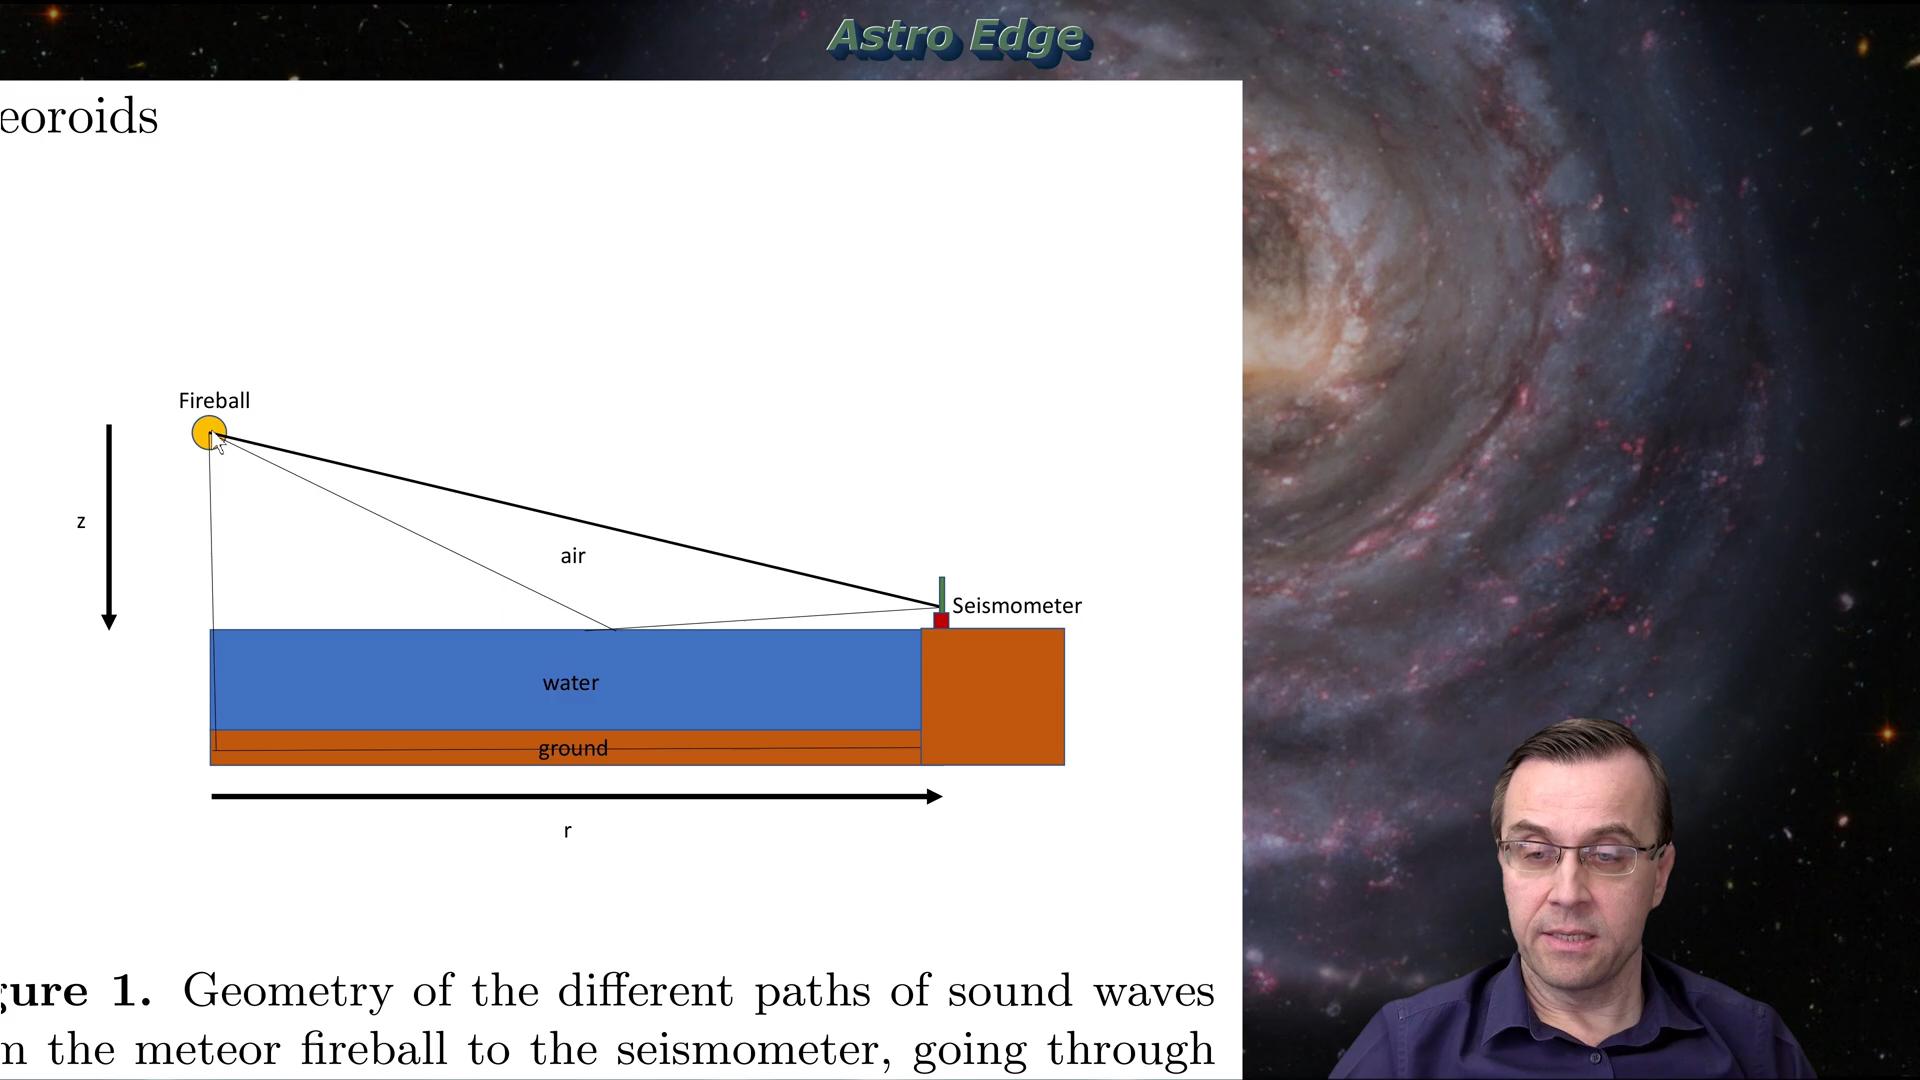 Astro Edge
eoroids
Fireball
z
air
Seismometer
water
ground
r
gure 1. Geometry of the different paths of sound waves
n the meteor fireball to the seismometer, going through